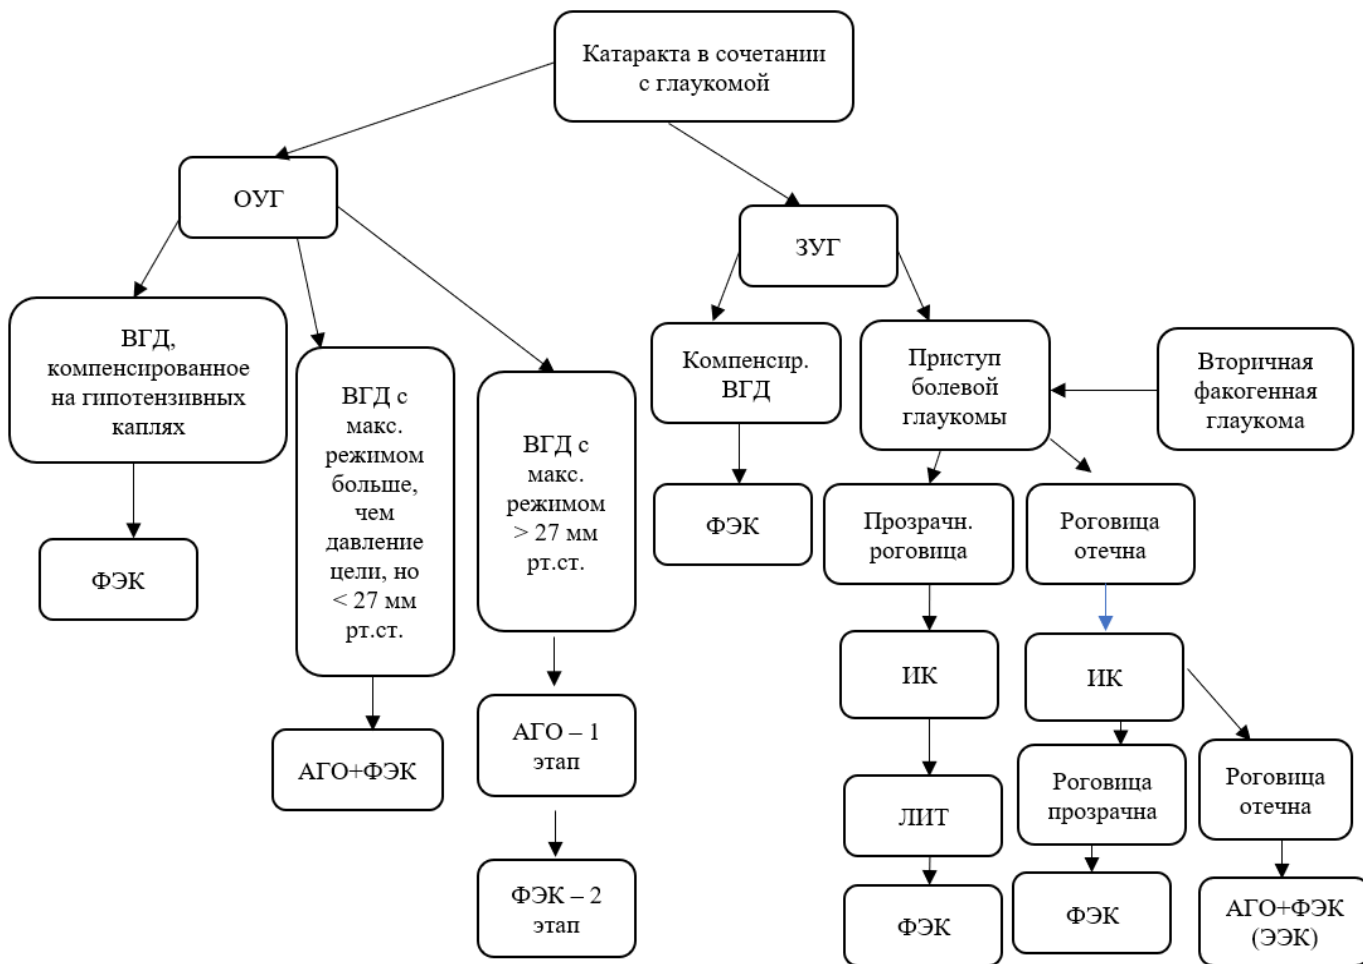 Катаракта в сочетании
с глаукомой
ОУГ
ЗУГ
ВГД,
компенсированное
на гипотензивных
каплях
ВГД с
макс.
режимом
больше,
чем
давление
цели, но
< 27 мм
рт.ст.
ВГД с
макс.
режимом
> 27 мм
рт.ст.
Компенсир.
ВГД
Приступ
болевой
глаукомы
Вторичная
факогенная
глаукома
ФЭК
ФЭК
Прозрачн.
роговица
Роговица
отечна
ИК
ИК
АГО – 1
этап
АГО+ФЭК
ЛИТ
Роговица
прозрачна
Роговица
отечна
ФЭК – 2
этап
ФЭК
ФЭК
АГО+ФЭК
(ЭЭК)